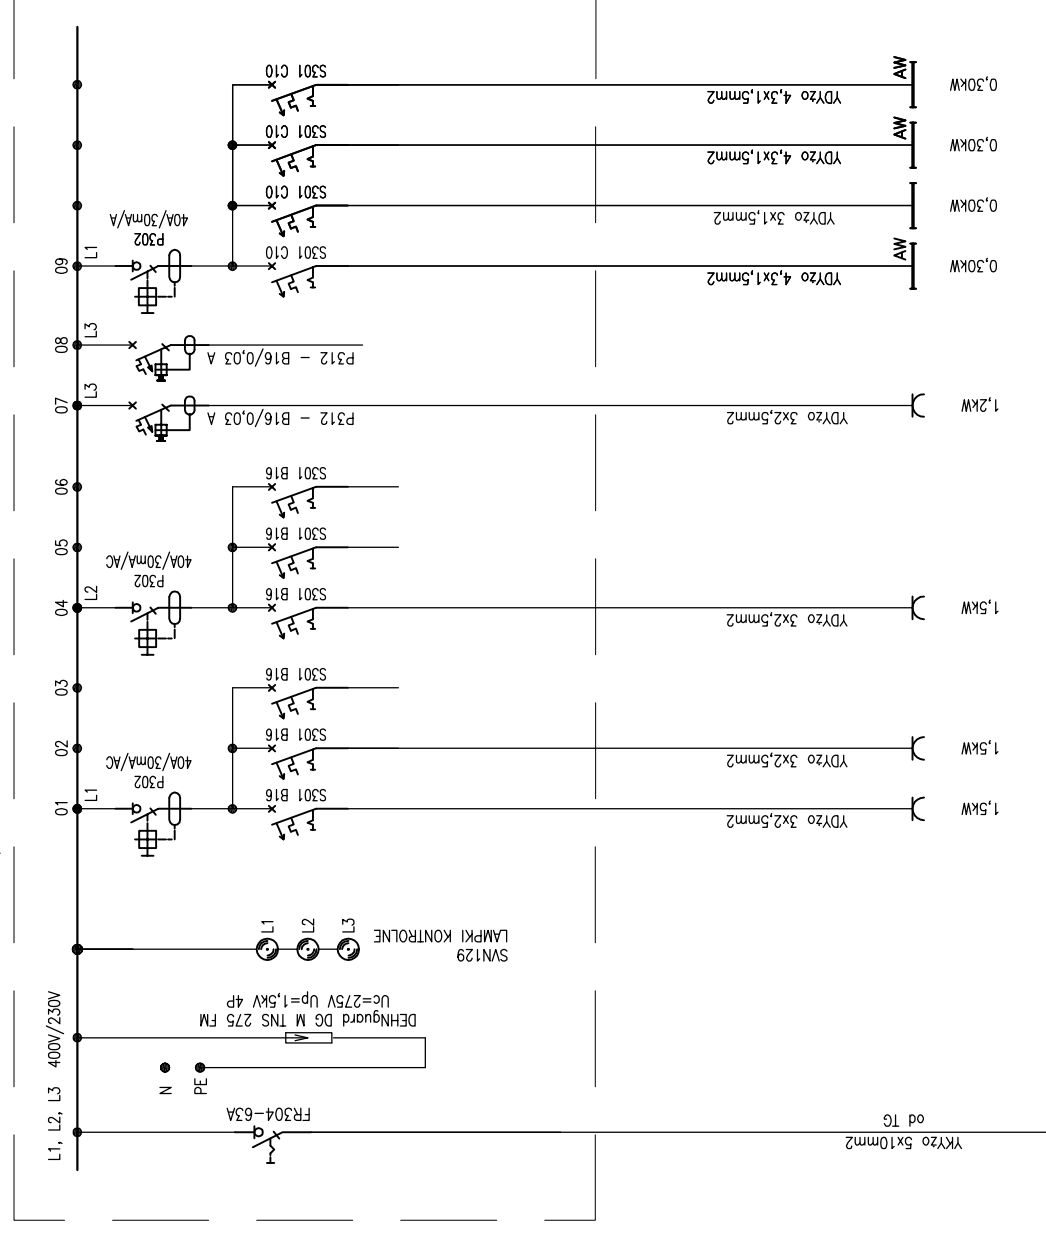 S301 C10
YDYżo 4,3x1,5mm2
AW
0,30kW
S301 C10
YDYżo 4,3x1,5mm2
AW
0,30kW
S301 C10
YDYżo 3x1,5mm2
0,30kW
09
L1
P302
40A/30mA/A
S301 C10
YDYżo 4,3x1,5mm2
AW
0,30kW
08
L3
P312 - B16/0,03 A
07
L3
P312 - B16/0,03 A
YDYżo 3x2,5mm2
1,2kW
06
S301 B16
05
S301 B16
04
L2
P302
40A/30mA/AC
S301 B16
YDYżo 3x2,5mm2
1,5kW
03
S301 B16
02
S301 B16
YDYżo 3x2,5mm2
1,5kW
01
L1
P302
40A/30mA/AC
S301 B16
YDYżo 3x2,5mm2
1,5kW
L1
L2
L3
SVN129
LAMPKI KONTROLNE
L1, L2, L3 400V/230V
DEHNguard DG M TNS 275 FM
Uc=275V Up=1,5kV 4P
N
PE
FR304-63A
YKYżo 5x10mm2
od TG